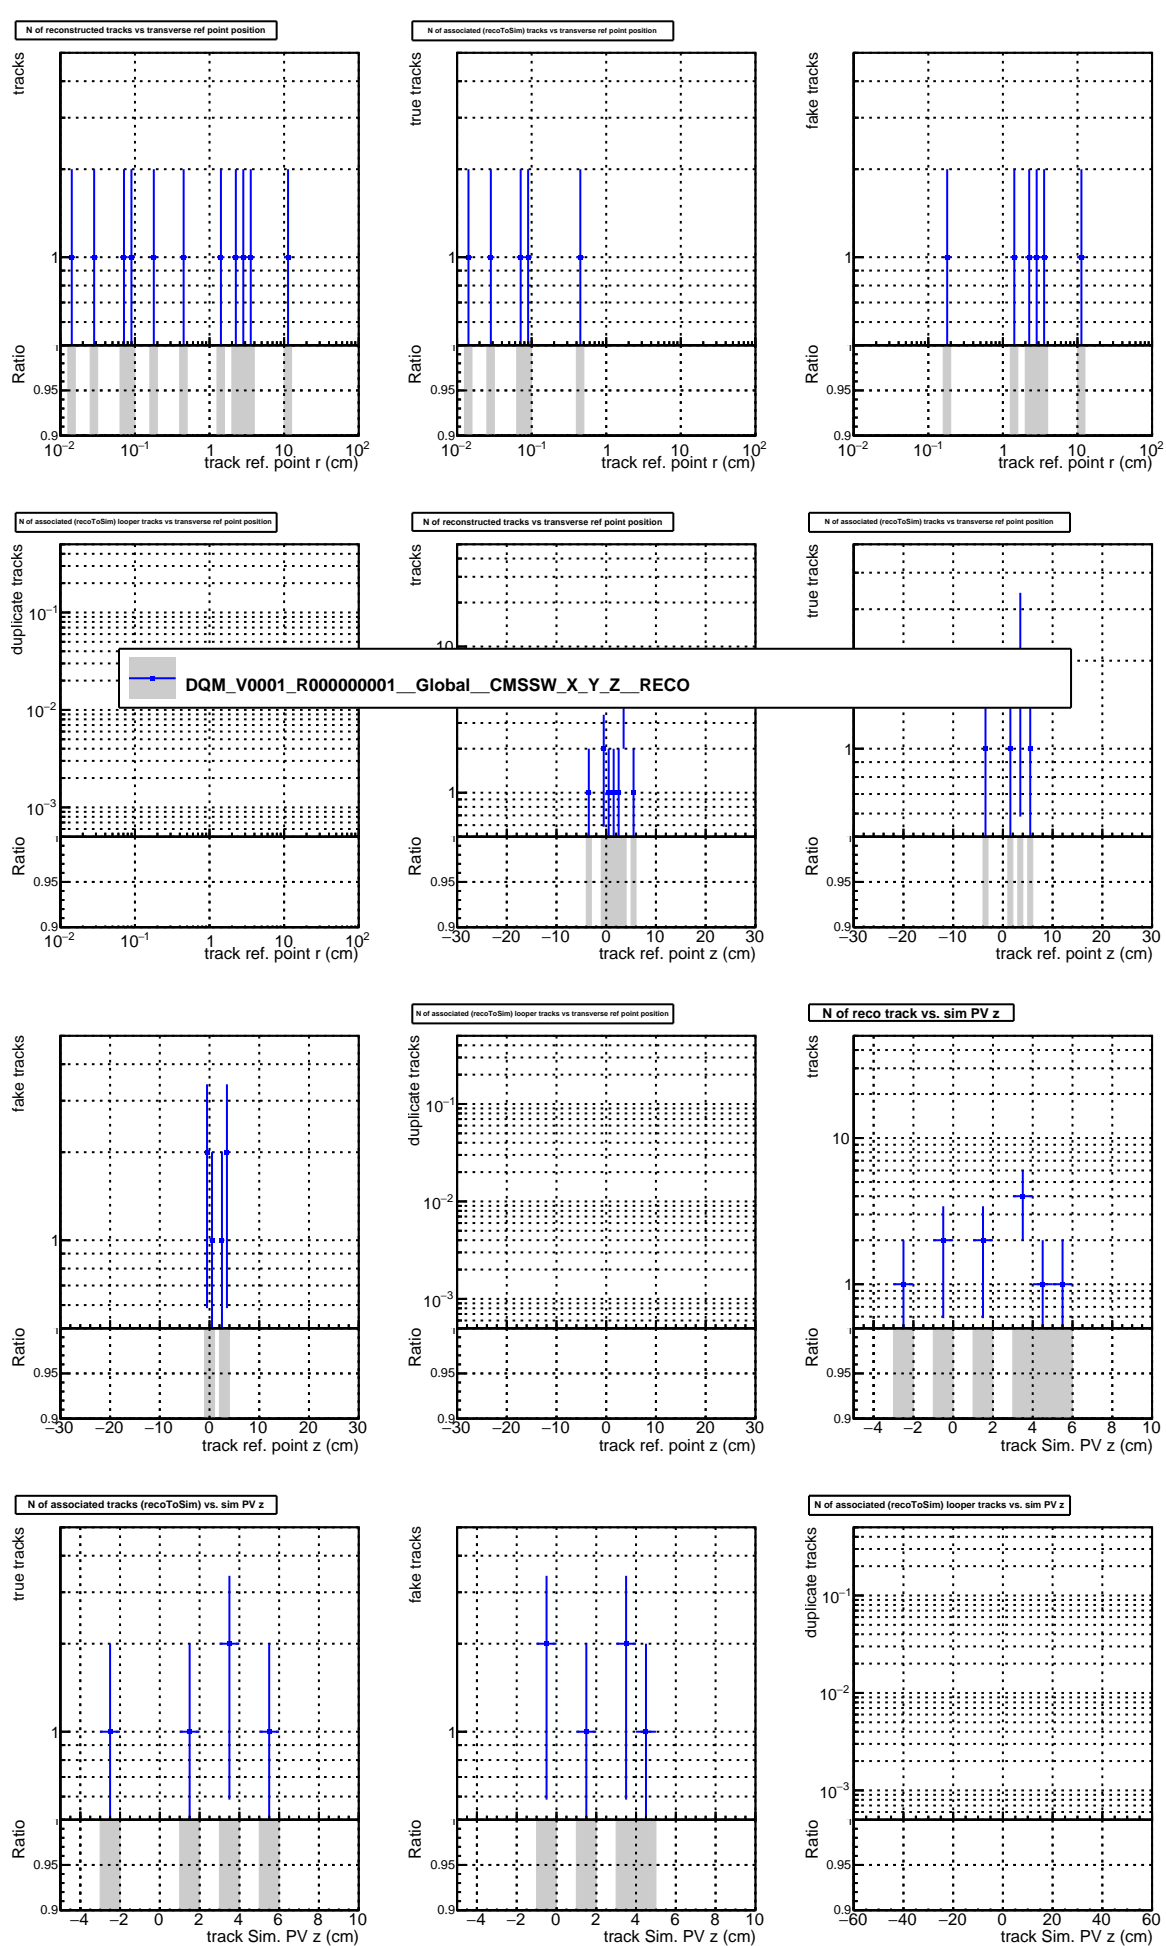 N of reconstructed tracks vs transverse ref point position
tracks
1
Ratio
1
0.95
0.9
10−2 10−1 1 10 102
track ref. point r (cm)
N of associated (recoToSim) tracks vs transverse ref point position
true tracks
1
Ratio
1
0.95
0.9
10−2 10−1 1 10 102
track ref. point r (cm)
fake tracks
1
Ratio
1
0.95
0.9
10−2 10−1 1 10 102
track ref. point r (cm)
N of associated (recoToSim) looper tracks vs transverse ref point position
duplicate tracks
10−1
10−2
10−3
Ratio
1
0.95
0.9
10−2 10−1 1 10 102
track ref. point r (cm)
N of reconstructed tracks vs transverse ref point position
tracks
10
1
Ratio
1
0.95
0.9
−30 −20 −10 0 10 20 30
track ref. point z (cm)
N of associated (recoToSim) tracks vs transverse ref point position
true tracks
1
Ratio
1
0.95
0.9
−30 −20 −10 0 10 20 30
track ref. point z (cm)
DQM_V0001_R000000001__Global__CMSSW_X_Y_Z__RECO
fake tracks
1
Ratio
1
0.95
0.9
−30 −20 −10 0 10 20 30
track ref. point z (cm)
N of associated (recoToSim) looper tracks vs transverse ref point position
duplicate tracks
10−1
10−2
10−3
Ratio
1
0.95
0.9
−30 −20 −10 0 10 20 30
track ref. point z (cm)
N of reco track vs. sim PV z
tracks
10
1
Ratio
1
0.95
0.9
−4 −2 0 2 4 6 8 10
track Sim. PV z (cm)
N of associated tracks (recoToSim) vs. sim PV z
true tracks
1
Ratio
1
0.95
0.9
−4 −2 0 2 4 6 8 10
track Sim. PV z (cm)
fake tracks
1
Ratio
1
0.95
0.9
−4 −2 0 2 4 6 8 10
track Sim. PV z (cm)
N of associated (recoToSim) looper tracks vs. sim PV z
duplicate tracks
10−1
10−2
10−3
Ratio
1
0.95
0.9
−60 −40 −20 0 20 40 60
track Sim. PV z (cm)